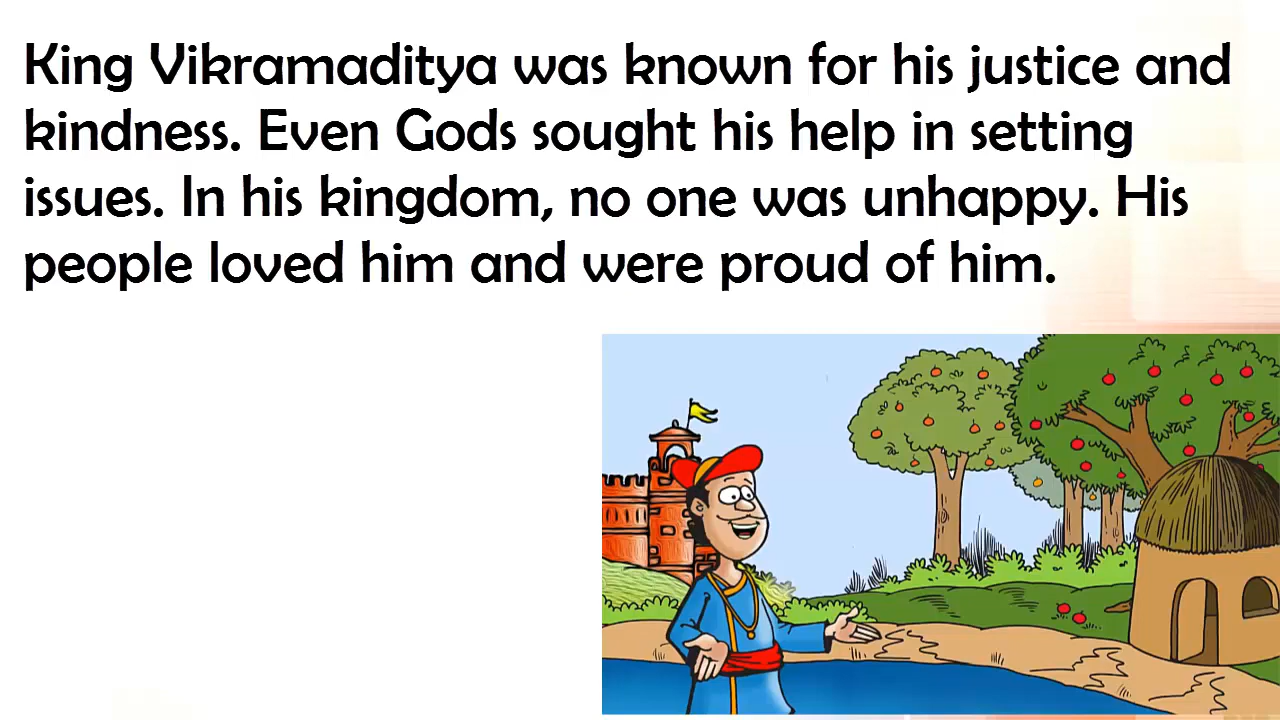 King Vikramaditya was known for his justice and
kindness. Even Gods sought his help in setting
issues. In his kingdom, no one was unhappy. His
people loved him and were proud of him.